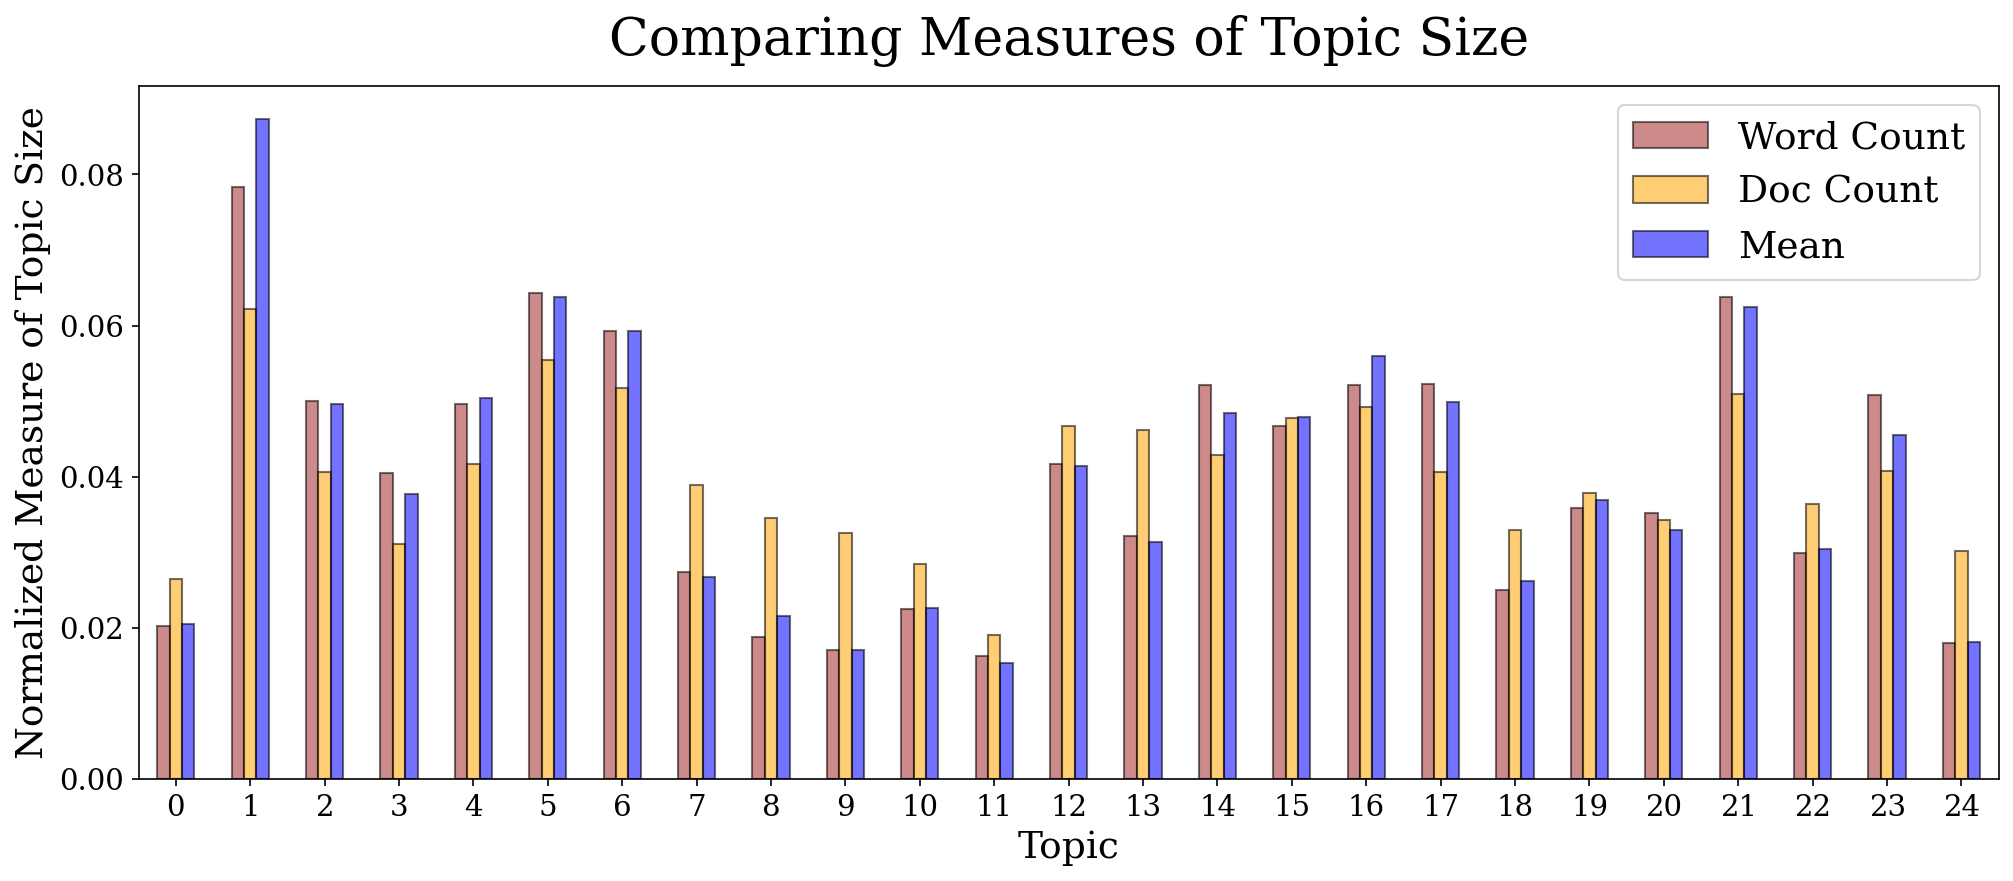 Comparing Measures of Topic Size
Normalized Measure of Topic Size
0.08
0.06
0.04
0.02
0.00
Word Count
Doc Count
Mean
0 1 2 3 4 5 6 7 8 9 10 11 12 13 14 15 16 17 18 19 20 21 22 23 24
Topic